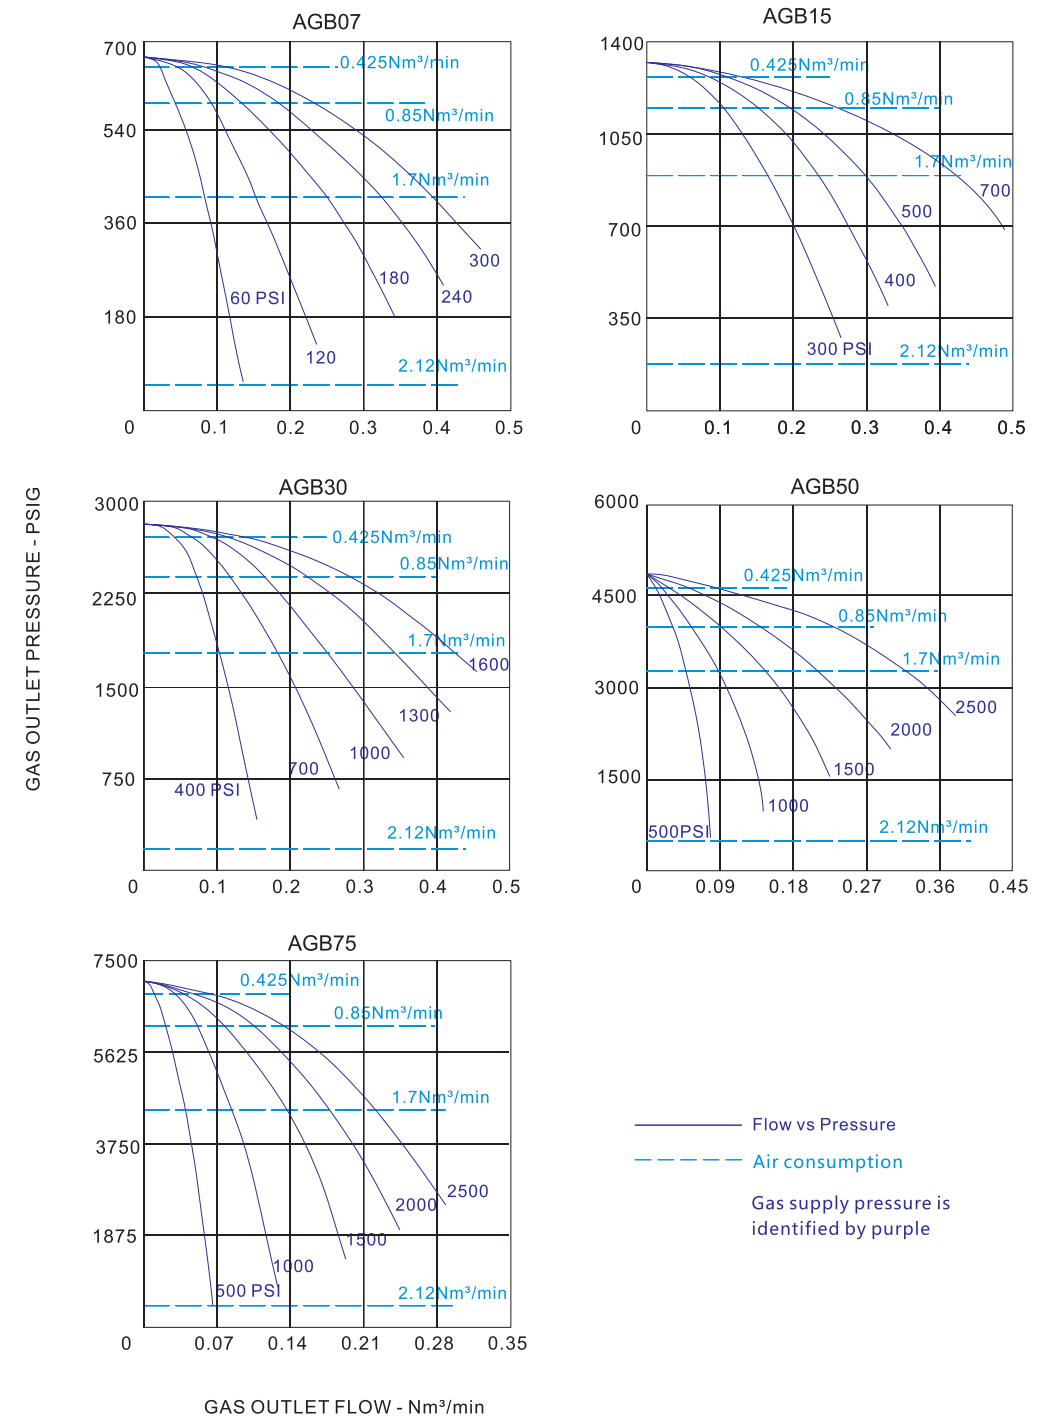 AGB07
700
540
360
180
0
0.1
0.2
0.3
0.4
0.5
0.425Nm³/min
0.85Nm³/min
1.7Nm³/min
2.12Nm³/min
60 PSI
120
180
240
300
AGB15
1400
1050
700
350
0
0.1
0.2
0.3
0.4
0.5
0.425Nm³/min
0.85Nm³/min
1.7Nm³/min
2.12Nm³/min
300 PSI
400
500
700
GAS OUTLET PRESSURE - PSIG
AGB30
3000
2250
1500
750
0
0.1
0.2
0.3
0.4
0.5
0.425Nm³/min
0.85Nm³/min
1.7Nm³/min
2.12Nm³/min
400 PSI
700
1000
1300
1600
AGB50
6000
4500
3000
1500
0
0.09
0.18
0.27
0.36
0.45
0.425Nm³/min
0.85Nm³/min
1.7Nm³/min
2.12Nm³/min
500PSI
1000
1500
2000
2500
AGB75
7500
5625
3750
1875
0
0.07
0.14
0.21
0.28
0.35
0.425Nm³/min
0.85Nm³/min
1.7Nm³/min
2.12Nm³/min
500 PSI
1000
1500
2000
2500
Flow vs Pressure
Air consumption
Gas supply pressure is
identified by purple
GAS OUTLET FLOW - Nm³/min